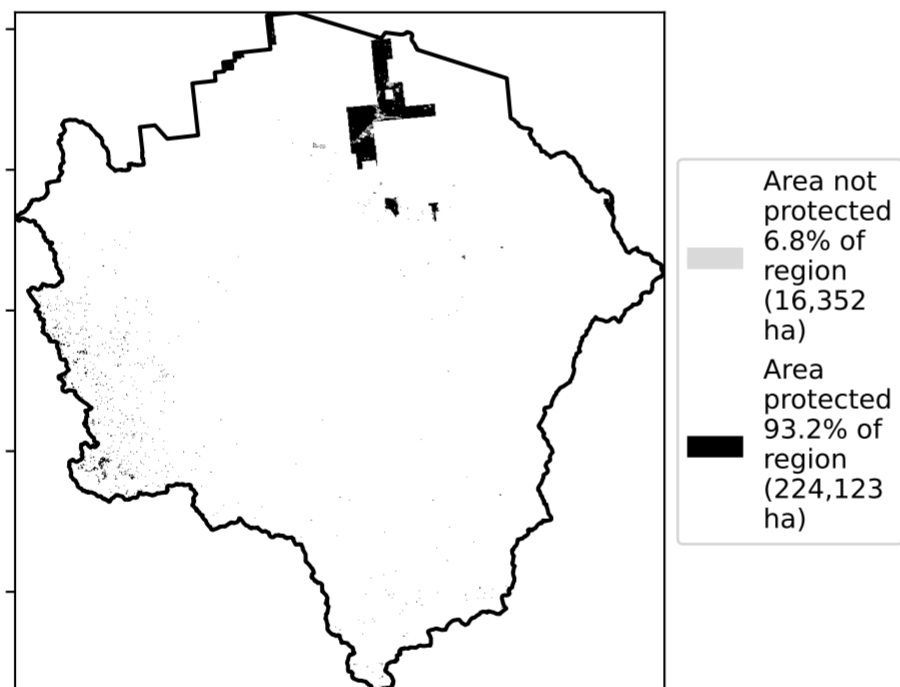 Area not
protected
6.8% of
region
(16,352
ha)
Area
protected
93.2% of
region
(224,123
ha)